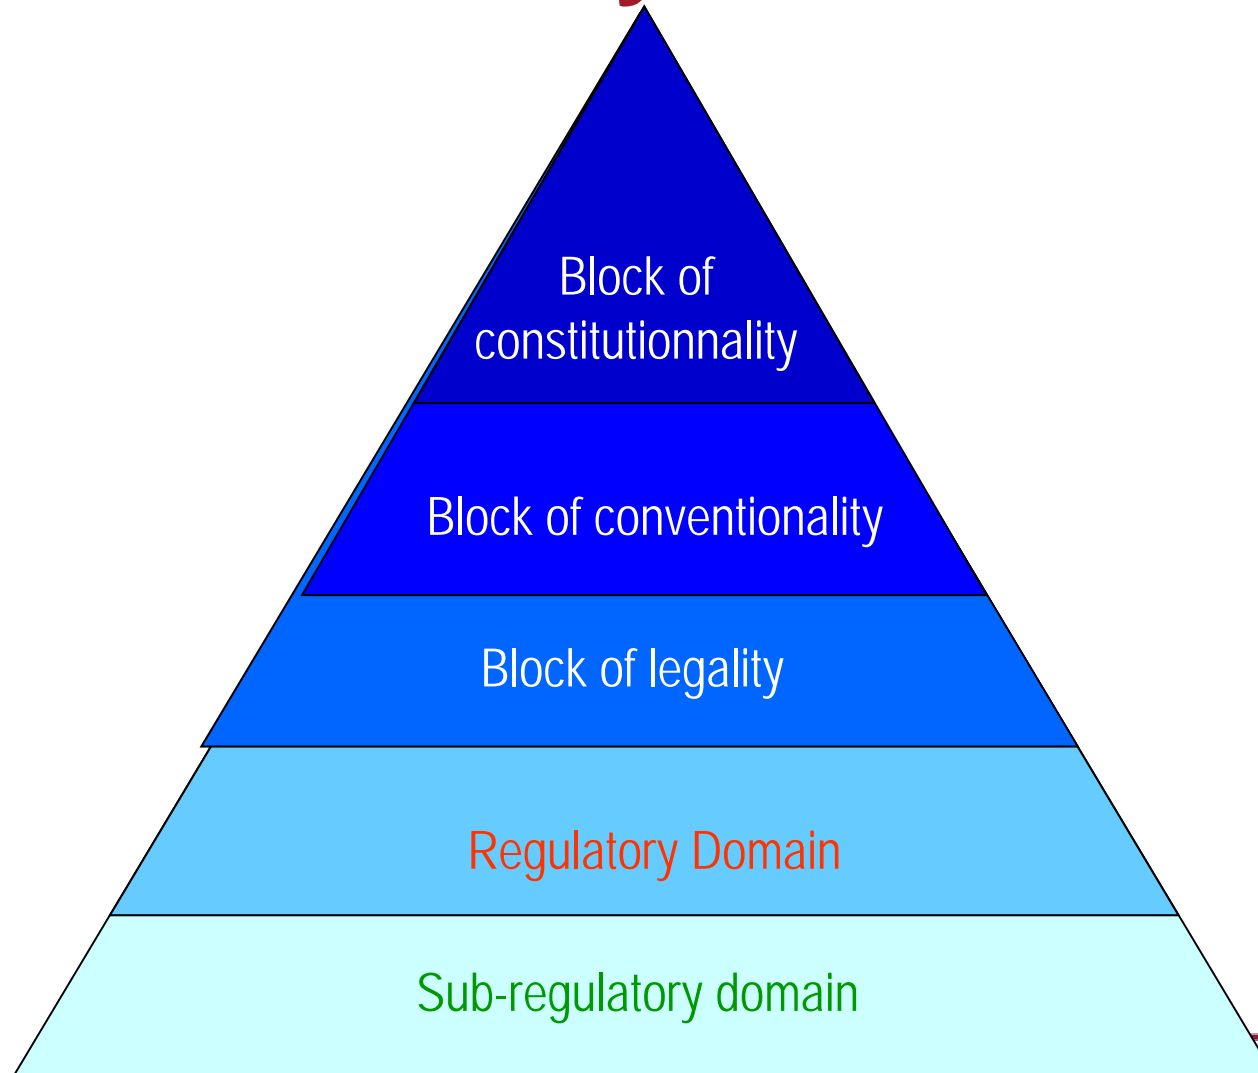 Block of
constitutionnality
Block of conventionality
Block of legality
Regulatory Domain
Sub-regulatory domain